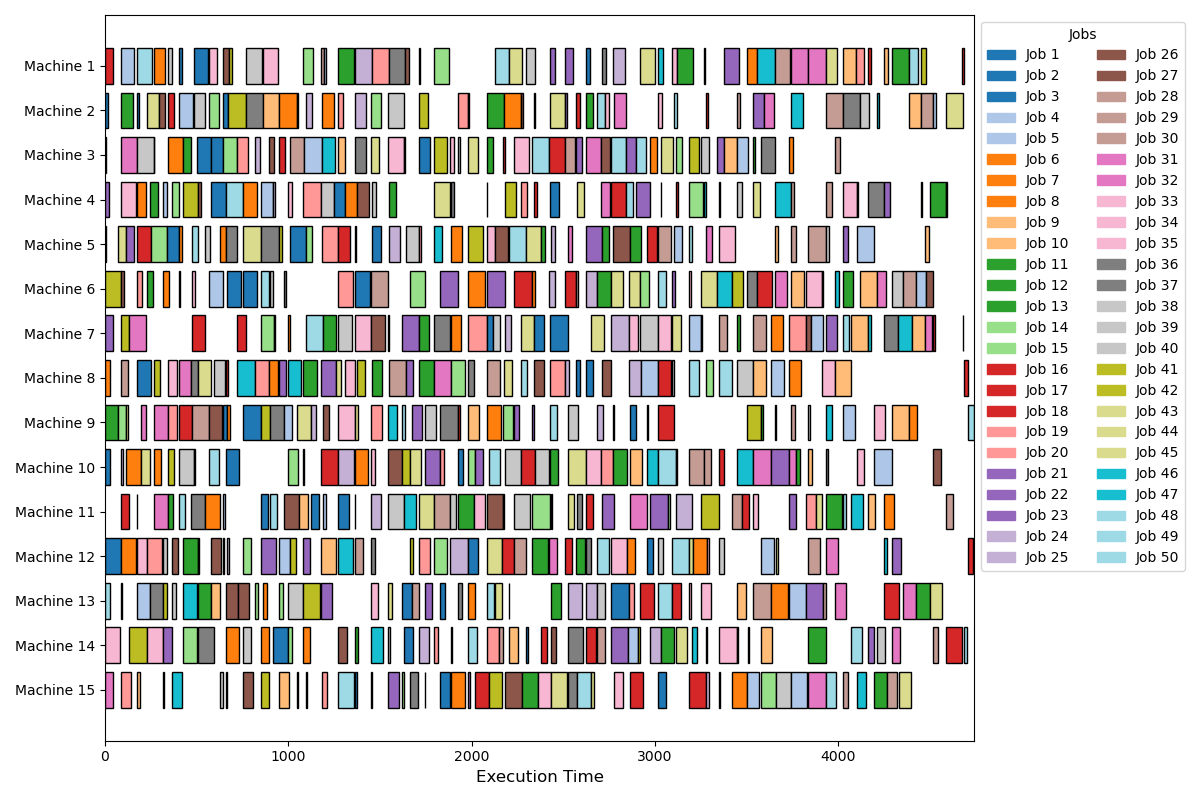 Machine 1
Machine 2
Machine 3
Machine 4
Machine 5
Machine 6
Machine 7
Machine 8
Machine 9
Machine 10
Machine 11
Machine 12
Machine 13
Machine 14
Machine 15
0 1000 2000 3000 4000
Execution Time
Jobs
Job 1 Job 26
Job 2 Job 27
Job 3 Job 28
Job 4 Job 29
Job 5 Job 30
Job 6 Job 31
Job 7 Job 32
Job 8 Job 33
Job 9 Job 34
Job 10 Job 35
Job 11 Job 36
Job 12 Job 37
Job 13 Job 38
Job 14 Job 39
Job 15 Job 40
Job 16 Job 41
Job 17 Job 42
Job 18 Job 43
Job 19 Job 44
Job 20 Job 45
Job 21 Job 46
Job 22 Job 47
Job 23 Job 48
Job 24 Job 49
Job 25 Job 50